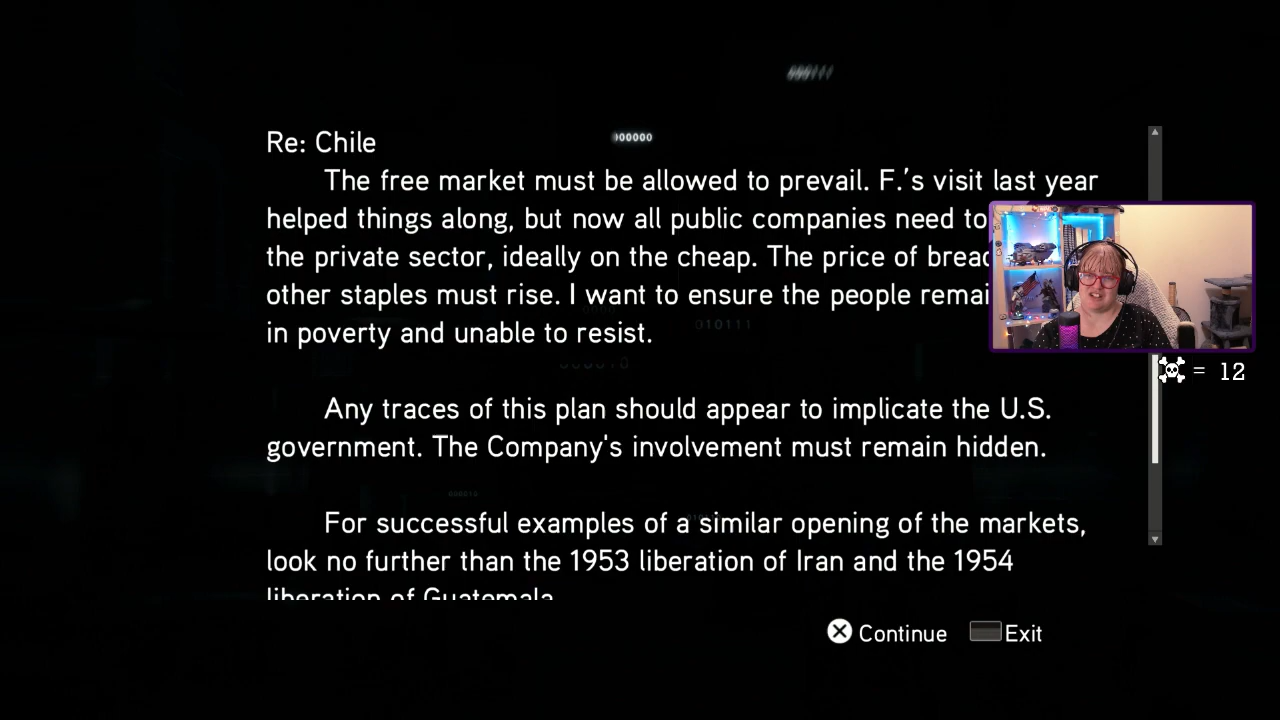 Re: Chile
The free market must be allowed to prevail. F.'s visit last year
helped things along, but now all public companies need to
the private sector, ideally on the cheap. The price of
other staples must rise. I want to ensure the people
in poverty and unable to resist.
Any traces of this plan should appear to implicate the U.S.
government. The Company's involvement must remain hidden.
For successful examples of a similar opening of the markets,
look no further than the 1953 liberation of Iran and the 1954
liberation of Guatemala
= 12
Continue Exit